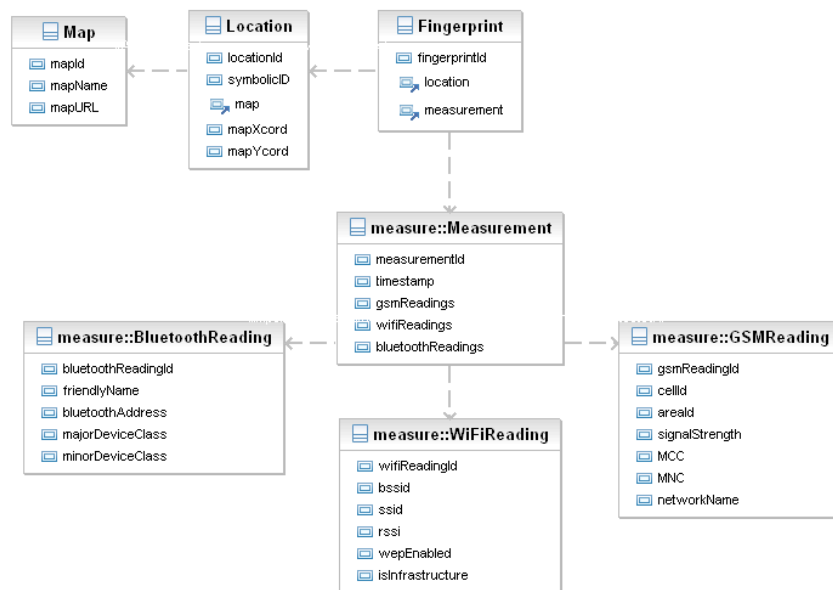 Map
mapId
mapName
mapURL
Location
locationId
symbolicID
map
mapXcord
mapYcord
Fingerprint
fingerprintId
location
measurement
measure::Measurement
measurementId
timestamp
gsmReadings
wifiReadings
bluetoothReadings
measure::BluetoothReading
bluetoothReadingId
friendlyName
bluetoothAddress
majorDeviceClass
minorDeviceClass
measure::WiFiReading
wifiReadingId
bssid
ssid
rssi
wepEnabled
isInfrastructure
measure::GSMReading
gsmReadingId
cellId
areaId
signalStrength
MCC
MNC
networkName